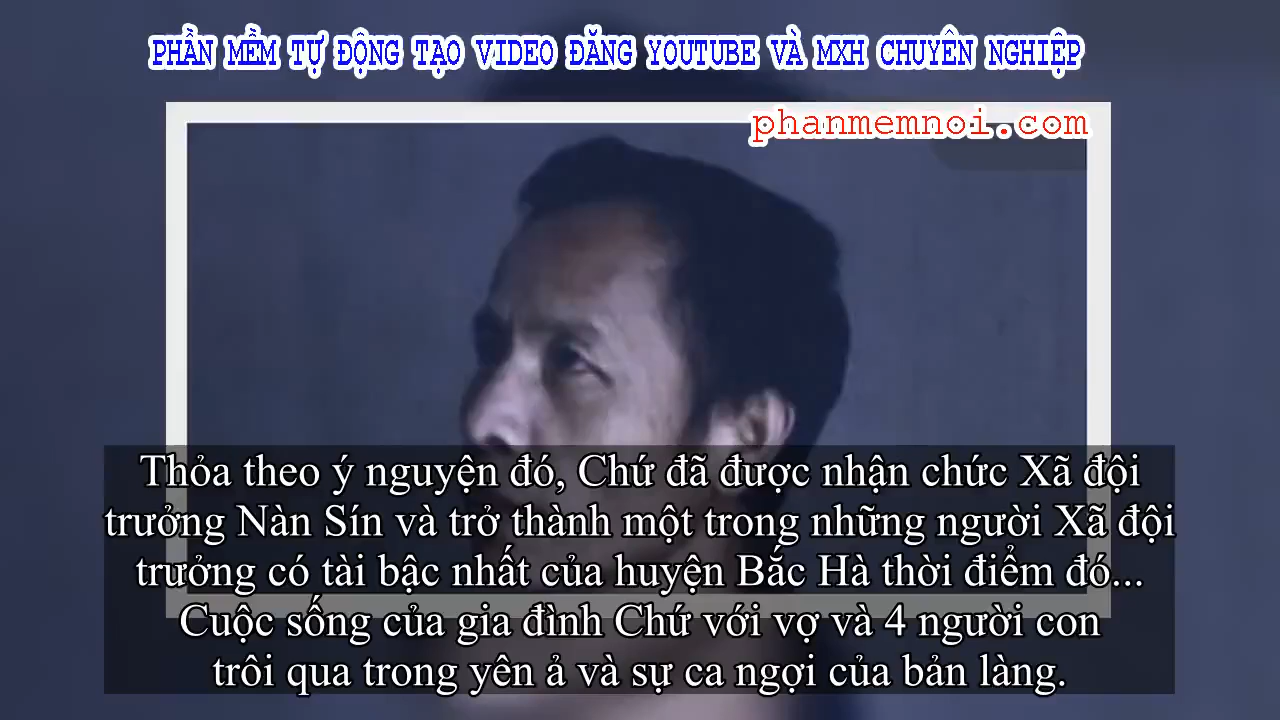 PHẦN MỀM TỰ ĐỘNG TẠO VIDEO ĐĂNG YOUTUBE VÀ MXH CHUYÊN NGHIỆP
phanmemnoi.com
Thỏa theo ý nguyện đó, Chứ đã được nhận chức Xã đội
trưởng Nàn Sín và trở thành một trong những người Xã đội
trưởng có tài bậc nhất của huyện Bắc Hà thời điểm đó...
Cuộc sống của gia đình Chứ với vợ và 4 người con
trôi qua trong yên ả và sự ca ngợi của bản làng.